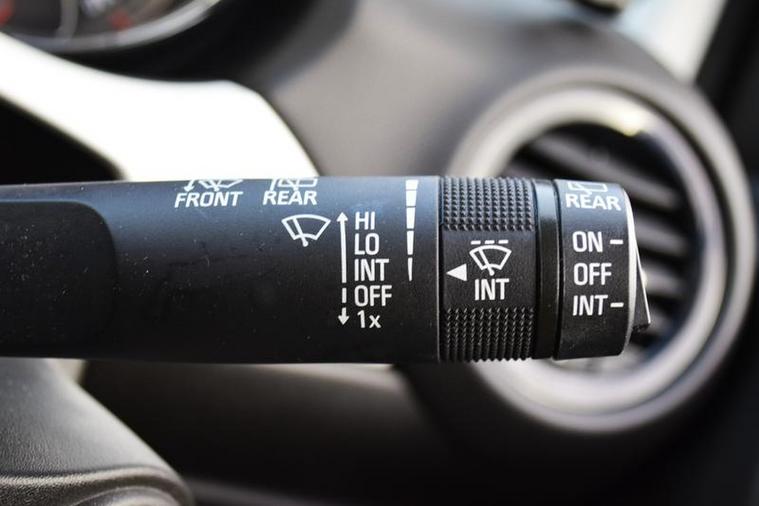 FRONT
REAR
HI
LO
INT
OFF
1x
INT
REAR
ON
OFF
INT